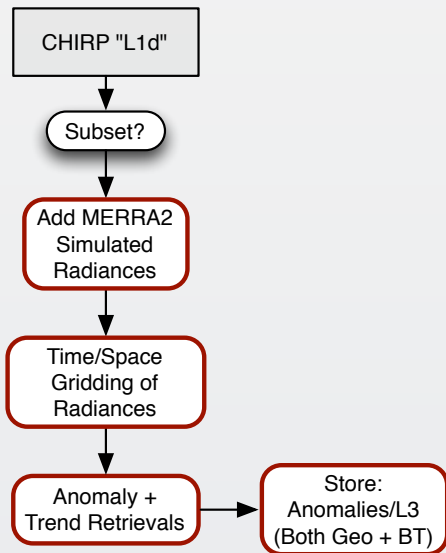 CHIRP "L1d"
Subset?
Add MERRA2
Simulated
Radiances
Time/Space
Gridding of
Radiances
Anomaly +
Trend Retrievals
Store:
Anomalies/L3
(Both Geo + BT)